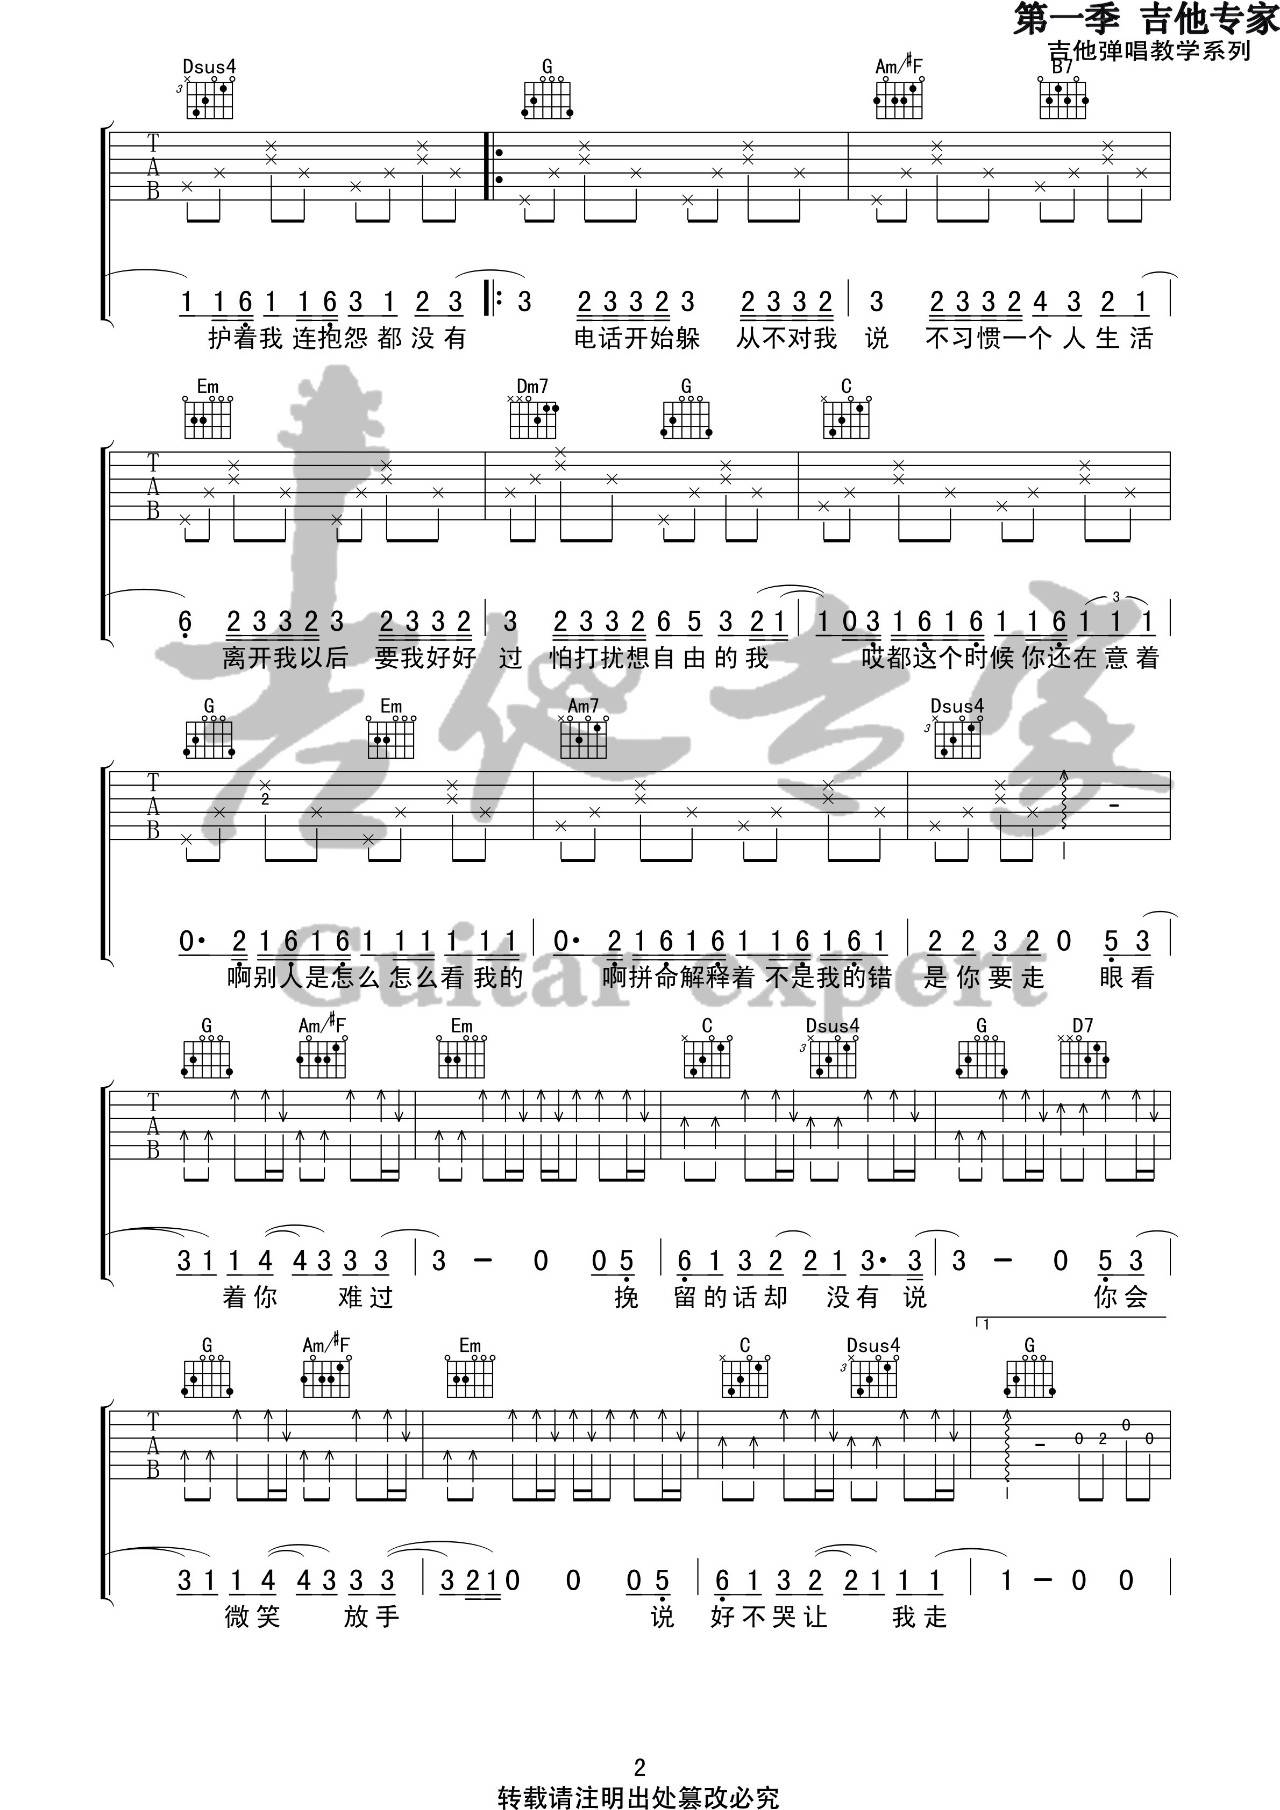 第一季 吉他专家
吉他弹唱教学系列
Dsus4 G Am/#F B7
3
T
A
B
1 1 6 1 1 6 3 1 2 3 3 2 3 3 2 3 2 3 3 2 3 2 3 3 2 4 3 2 1
护着我 连抱怨都没有 电话开始躲 从不对我 说 不习惯一个人生活
Em Dm7 G C
T
A
B
3
6 2 3 3 2 3 2 3 3 2 3 2 3 3 2 6 5 3 2 1 1 0 3 1 6 1 6 1 1 6 1 1 1
离开我以后 要我好好 过 怕打扰想自由的我 哎都这个时候你还在意着
G Em Am7 Dsus4
3
T
A
B
2
-
0· 2 1 6 1 6 1 1 1 1 1 1 0· 2 1 6 1 6 1 1 6 1 6 1 2 2 3 2 0 5 3
啊别人是怎么 怎么看 我的 啊拼命解释着 不是我的错 是你要走 眼看
吉他专家
Guitar expert
G Am/#F Em C Dsus4 G D7
3
T
A
B
3 1 1 4 4 3 3 3 3 - 0 0 5 6 1 3 2 2 1 3· 3 3 - 0 5 3
着你 难过 挽 留的话却 没有说 你会
1
G Am/#F Em C Dsus4 G
3
T
A
B
- 0 2 0 0
3 1 1 4 4 3 3 3 3 2 1 0 0 0 5 6 1 3 2 2 1 1 1 1 - 0 0
微笑 放手 说 好不哭让 我走
2
转载请注明出处篡改必究